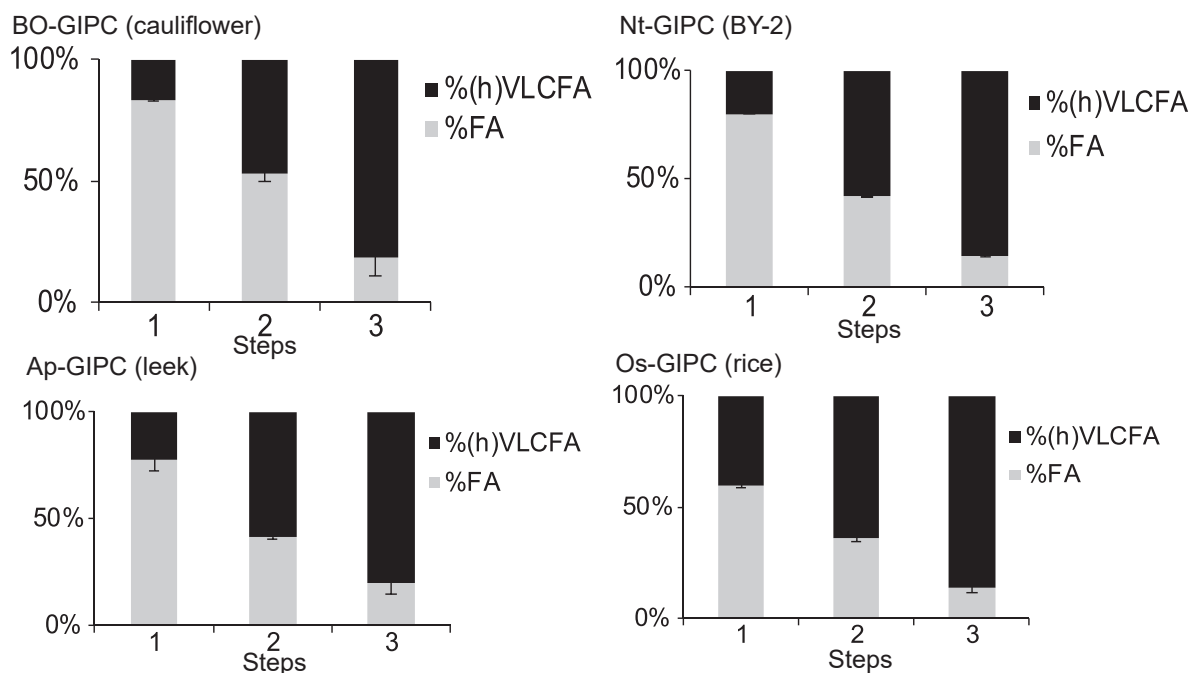 BO-GIPC (cauliflower)
100%
50%
0%
%(h)VLCFA
%FA
1 2 3
Steps
Nt-GIPC (BY-2)
100%
50%
0%
%(h)VLCFA
%FA
1 2 3
Steps
Ap-GIPC (leek)
100%
50%
0%
%(h)VLCFA
%FA
1 2 3
Steps
Os-GIPC (rice)
100%
50%
0%
%(h)VLCFA
%FA
1 2 3
Steps